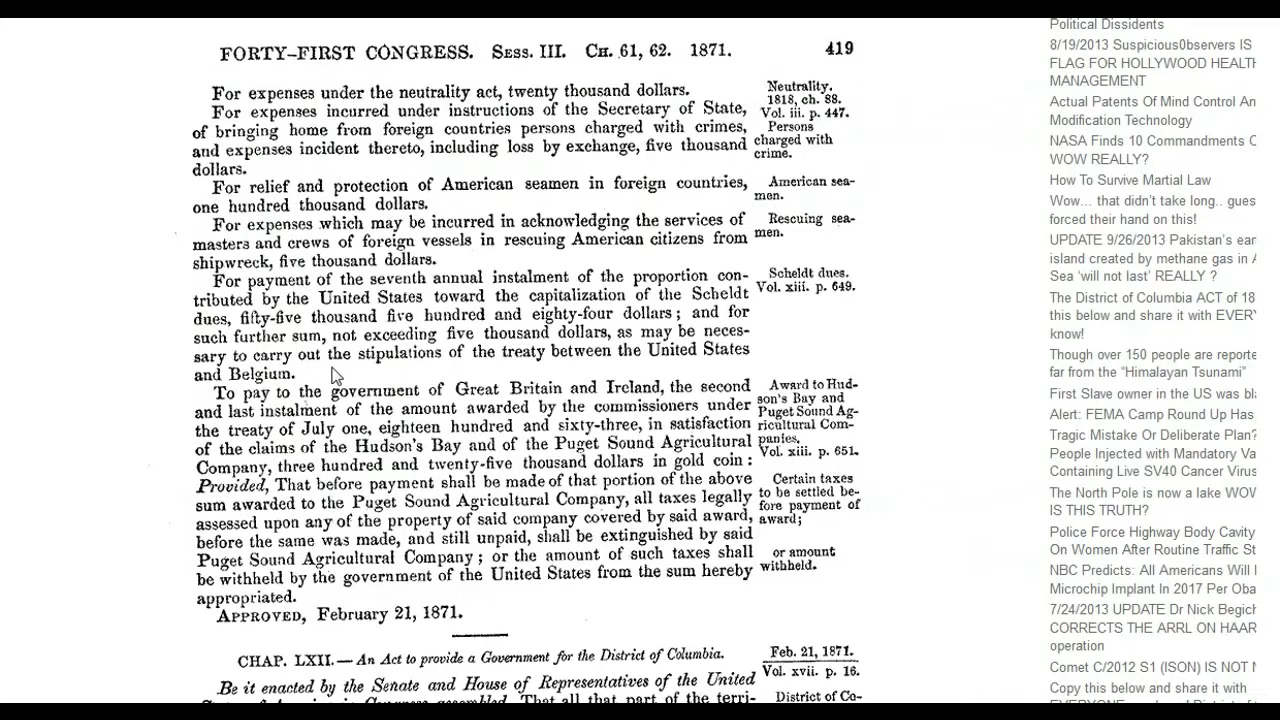 FORTY-FIRST CONGRESS. SESS. III. CH. 61, 62. 1871. 419
For expenses under the neutrality act, twenty thousand dollars.
For expenses incurred under instructions of the Secretary of State,
of bringing home from foreign countries persons charged with crimes,
and expenses incident thereto, including loss by exchange, five thousand
dollars.
For relief and protection of American seamen in foreign countries,
one hundred thousand dollars.
For expenses which may be incurred in acknowledging the services of
masters and crews of foreign vessels in rescuing American citizens from
shipwreck, five thousand dollars.
For payment of the seventh annual instalment of the proportion con-
tributed by the United States toward the capitalization of the Scheldt
dues, fifty-five thousand five hundred and eighty-four dollars; and for
such further sum, not exceeding five thousand dollars, as may be neces-
sary to carry out the stipulations of the treaty between the United States
and Belgium.
To pay to the government of Great Britain and Ireland, the second
and last instalment of the amount awarded by the commissioners under
the treaty of July one, eighteen hundred and sixty-three, in satisfaction
of the claims of the Hudson's Bay and of the Puget Sound Agricultural
Company, three hundred and twenty-five thousand dollars in gold coin:
Provided, That before payment shall be made of that portion of the above
sum awarded to the Puget Sound Agricultural Company, all taxes legally
assessed upon any of the property of said company covered by said award,
before the same was made, and still unpaid, shall be extinguished by said
Puget Sound Agricultural Company; or the amount of such taxes shall
be withheld by the government of the United States from the sum hereby
appropriated.
APPROVED, February 21, 1871.
CHAP. LXII.—An Act to provide a Government for the District of Columbia.
Be it enacted by the Senate and House of Representatives of the United
That all that part of the terri-
Neutrality.
1818, ch. 88.
Vol. iii. p. 447.
Persons
charged with
crime.
American sea-
men.
Rescuing sea-
men.
Scheldt dues.
Vol. xiii. p. 649.
Award to Hud-
son's Bay and
Puget Sound Ag-
ricultural Com-
panies.
Vol. xiii. p. 651.
Certain taxes
to be settled be-
fore payment of
award;
or amount
withheld.
Feb. 21, 1871.
Vol. xvii. p. 16.
District of Co-
Political Dissidents
8/19/2013 Suspicious0bservers IS
FLAG FOR HOLLYWOOD HEALTH
MANAGEMENT
Actual Patents Of Mind Control An
Modification Technology
NASA Finds 10 Commandments
WOW REALLY?
How To Survive Martial Law
Wow… that didn't take long.. gues
forced their hand on this!
UPDATE 9/26/2013 Pakistan's ear
island created by methane gas in
Sea 'will not last' REALLY ?
The District of Columbia ACT of 18
this below and share it with EVER
know!
Though over 150 people are reporte
far from the "Himalayan Tsunami"
First Slave owner in the US was bl
Alert: FEMA Camp Round Up Has
Tragic Mistake Or Deliberate Plan?
People Injected with Mandatory Va
Containing Live SV40 Cancer Virus
The North Pole is now a lake WOW
IS THIS TRUTH?
Police Force Highway Body Cavity
On Women After Routine Traffic St
NBC Predicts: All Americans Will
Microchip Implant In 2017 Per Oba
7/24/2013 UPDATE Dr Nick Begich
CORRECTS THE ARRL ON HAAR
operation
Comet C/2012 S1 (ISON) IS NOT
Copy this below and share it with